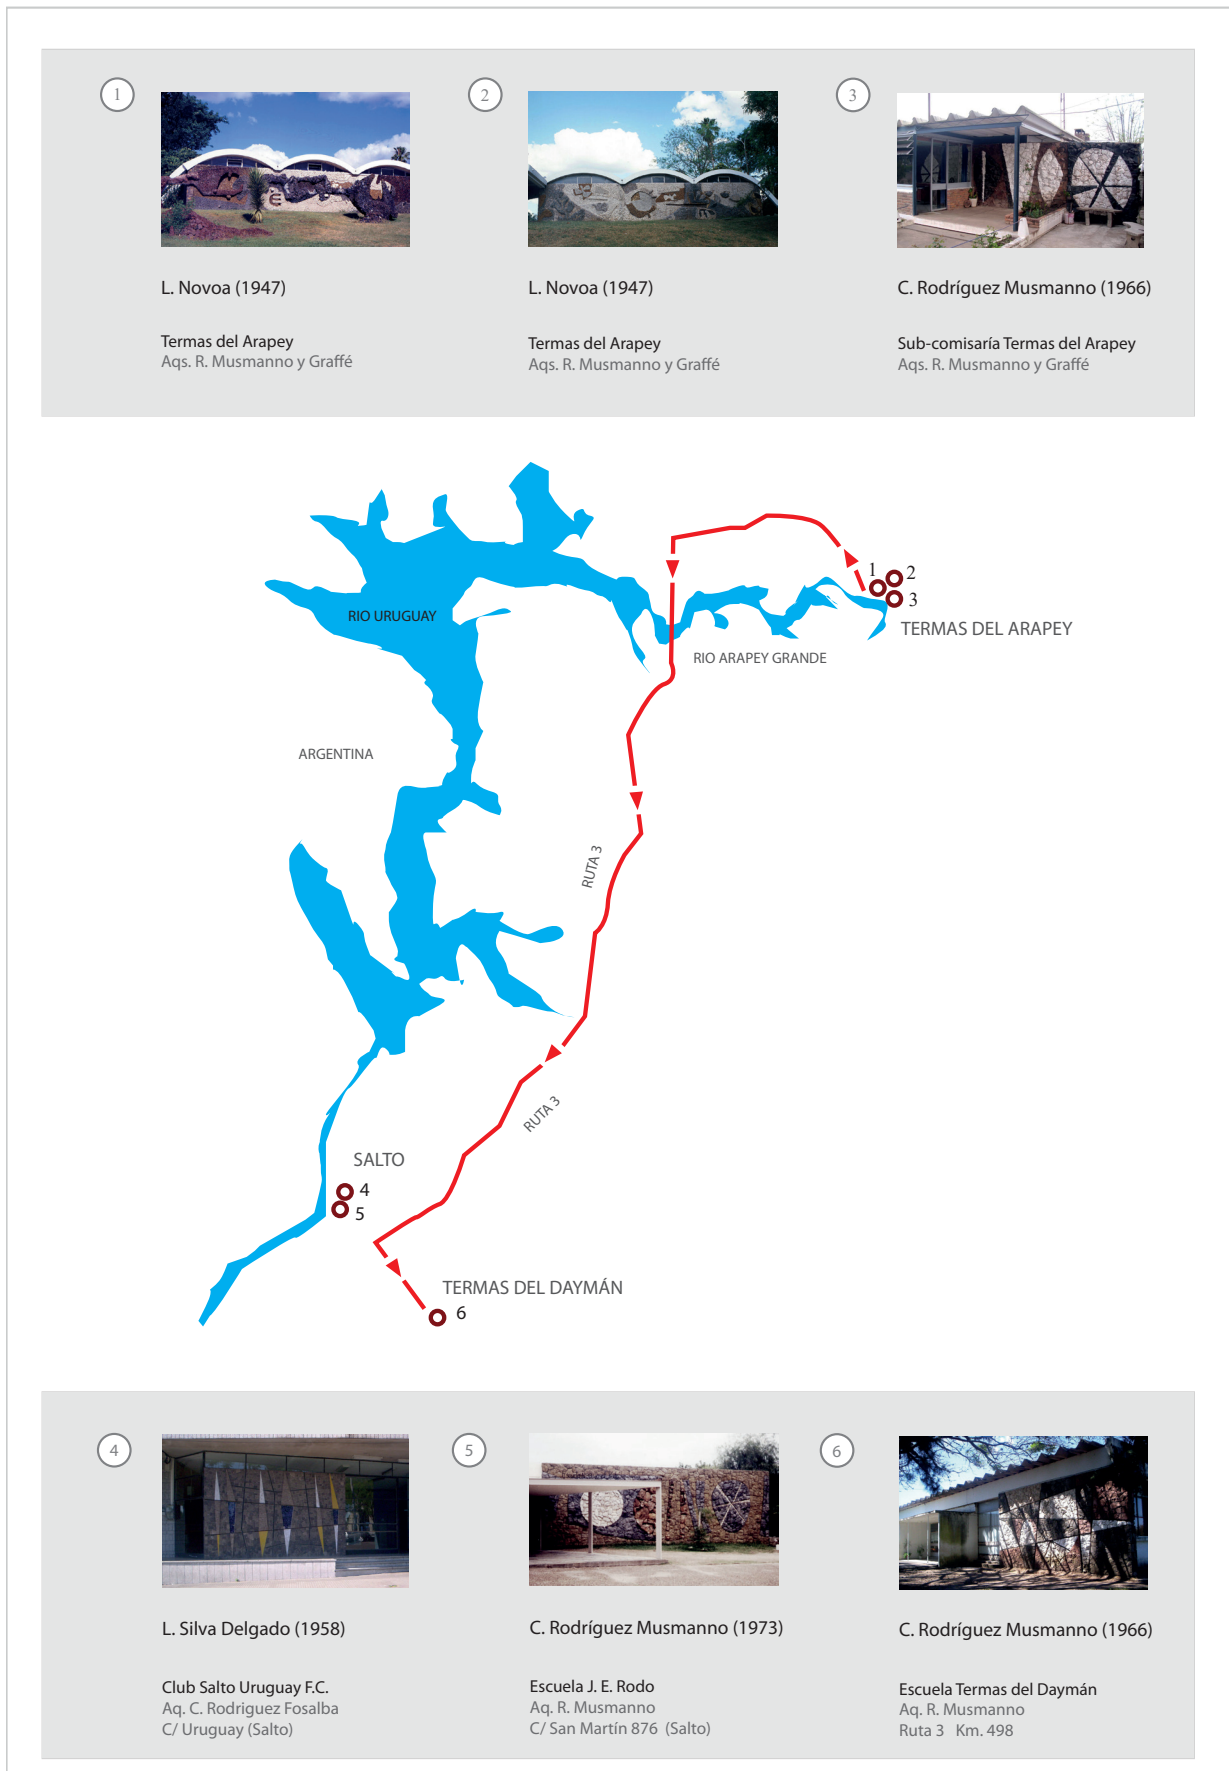 1
L. Novoa (1947)
Termas del Arapey
Aqs. R. Musmanno y Graffé
2
L. Novoa (1947)
Termas del Arapey
Aqs. R. Musmanno y Graffé
3
C. Rodríguez Musmanno (1966)
Sub-comisaría Termas del Arapey
Aqs. R. Musmanno y Graffé
1
2
3
TERMAS DEL ARAPEY
RIO URUGUAY
RIO ARAPEY GRANDE
ARGENTINA
RUTA 3
RUTA 3
SALTO
4
5
TERMAS DEL DAYMÁN
6
4
L. Silva Delgado (1958)
Club Salto Uruguay F.C.
Aq. C. Rodriguez Fosalba
C/ Uruguay (Salto)
5
C. Rodríguez Musmanno (1973)
Escuela J. E. Rodo
Aq. R. Musmanno
C/ San Martín 876 (Salto)
6
C. Rodríguez Musmanno (1966)
Escuela Termas del Daymán
Aq. R. Musmanno
Ruta 3 Km. 498